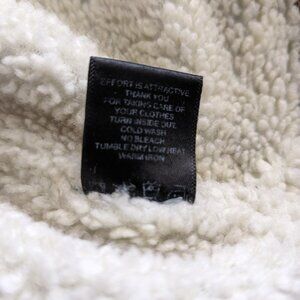 EFFORT IS ATTRACTIVE
THANK YOU
FOR TAKING CARE OF
YOUR CLOTHES
TURN INSIDE OUT
COLD WASH
NO BLEACH
TUMBLE DRY LOW HEAT
WARM IRON